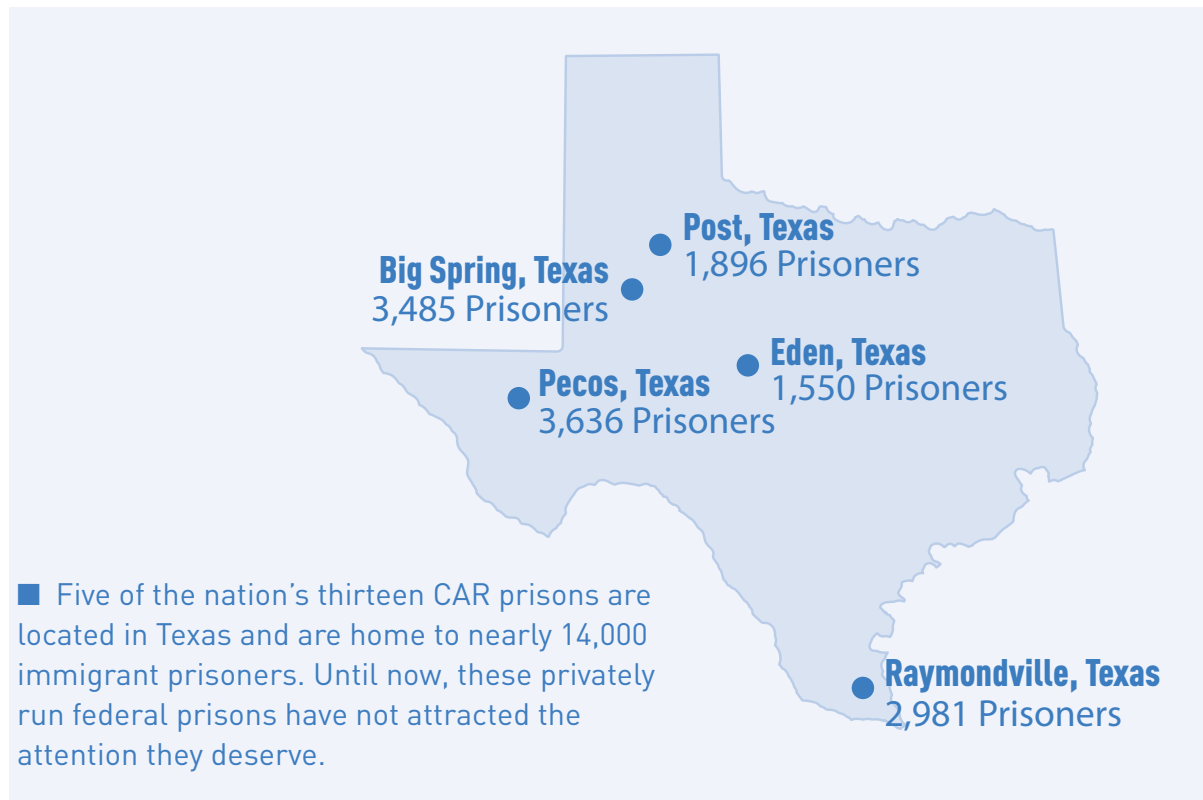 Post, Texas
1,896 Prisoners
Big Spring, Texas
3,485 Prisoners
Eden, Texas
1,550 Prisoners
Pecos, Texas
3,636 Prisoners
■ Five of the nation’s thirteen CAR prisons are
located in Texas and are home to nearly 14,000
immigrant prisoners. Until now, these privately
run federal prisons have not attracted the
attention they deserve.
Raymondville, Texas
2,981 Prisoners